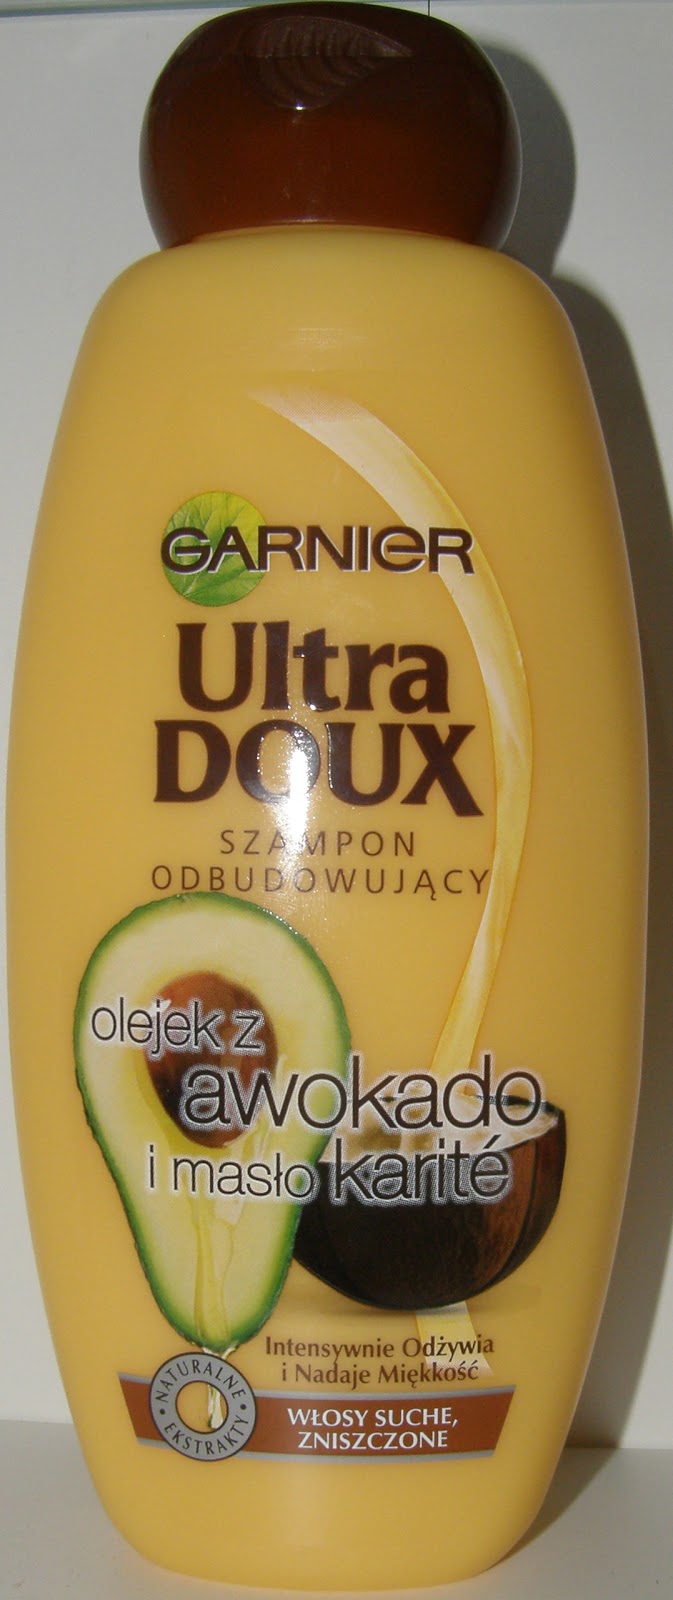 GARNIER
Ultra
DOUX
SZAMPON
ODBUDOWUJĄCY
olejek z
awokado
i masło karité
Intensywnie Odżywia
i Nadaje Miękkość
NATURALNE
EKSTRAKTY
WŁOSY SUCHE,
ZNISZCZONE